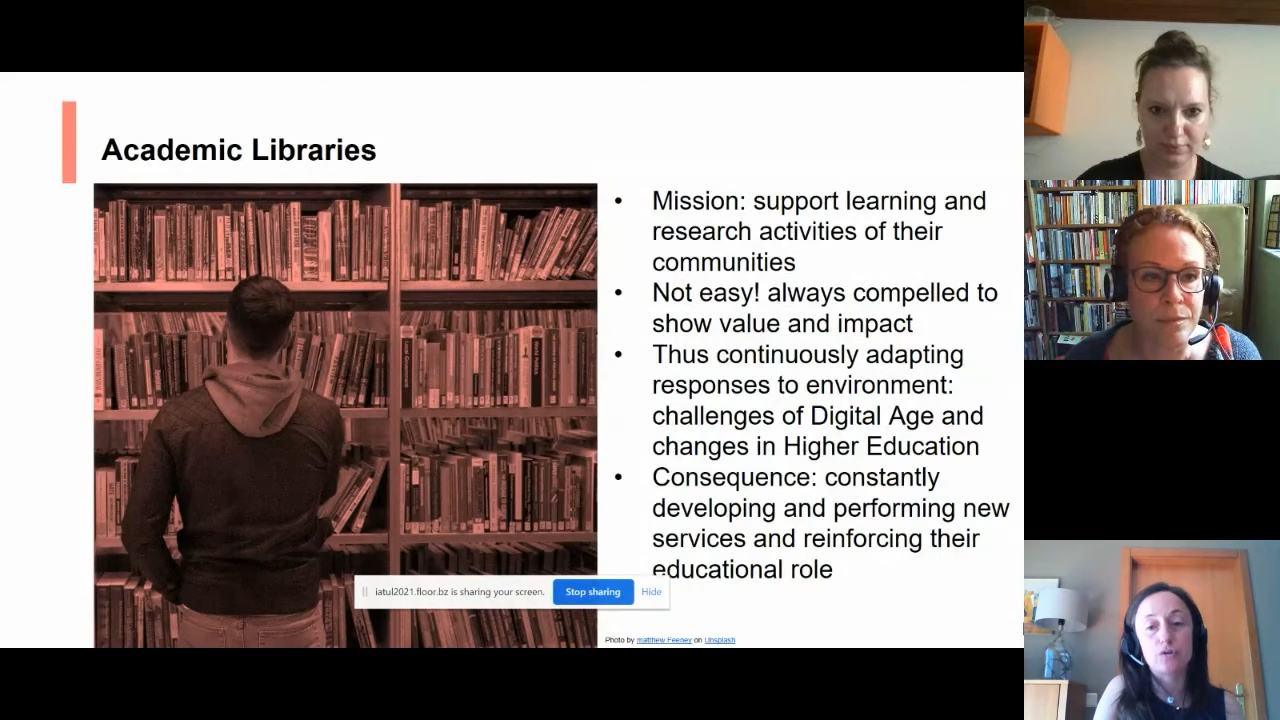 Academic Libraries
• Mission: support learning and
research activities of their
communities
• Not easy! always compelled to
show value and impact
• Thus continuously adapting
responses to environment:
challenges of Digital Age and
changes in Higher Education
• Consequence: constantly
developing and performing new
services and reinforcing their
educational role
iatul2021.floor.bz is sharing your screen.
Stop sharing
Hide
Photo by matthew Feeney on Unsplash